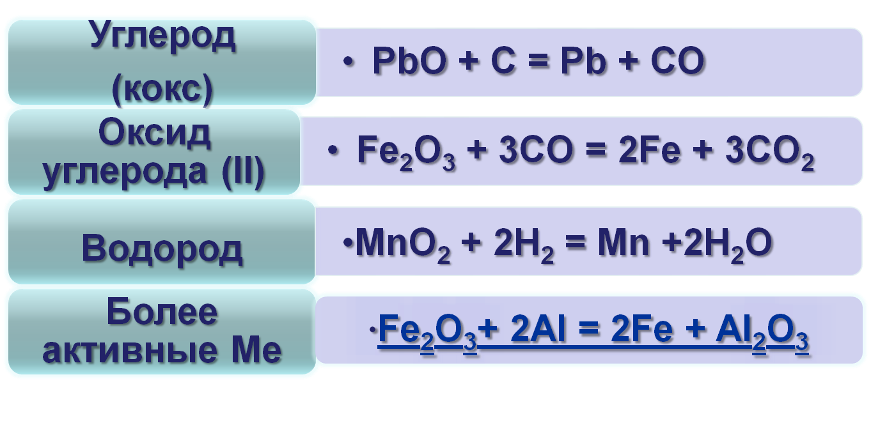 Углерод
(кокс)
• PbO + C = Pb + CO
Оксид
углерода (II)
• Fe₂O₃ + 3CO = 2Fe + 3CO₂
Водород
•MnO₂ + 2H₂ = Mn +2H₂O
Более
активные Me
•Fe₂O₃+ 2Al = 2Fe + Al₂O₃